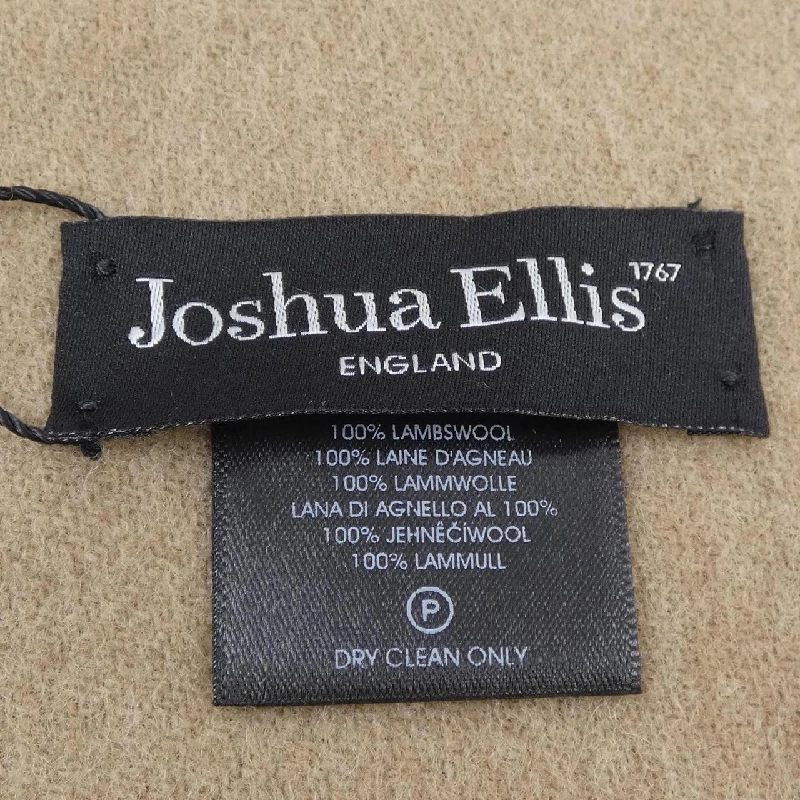 Joshua Ellis 1767
ENGLAND
100% LAMBSWOOL
100% LAINE D'AGNEAU
100% LAMMWOLLE
LANA DI AGNELLO AL 100%
100% JEHNÊČÍWOOL
100% LAMMULL
P
DRY CLEAN ONLY